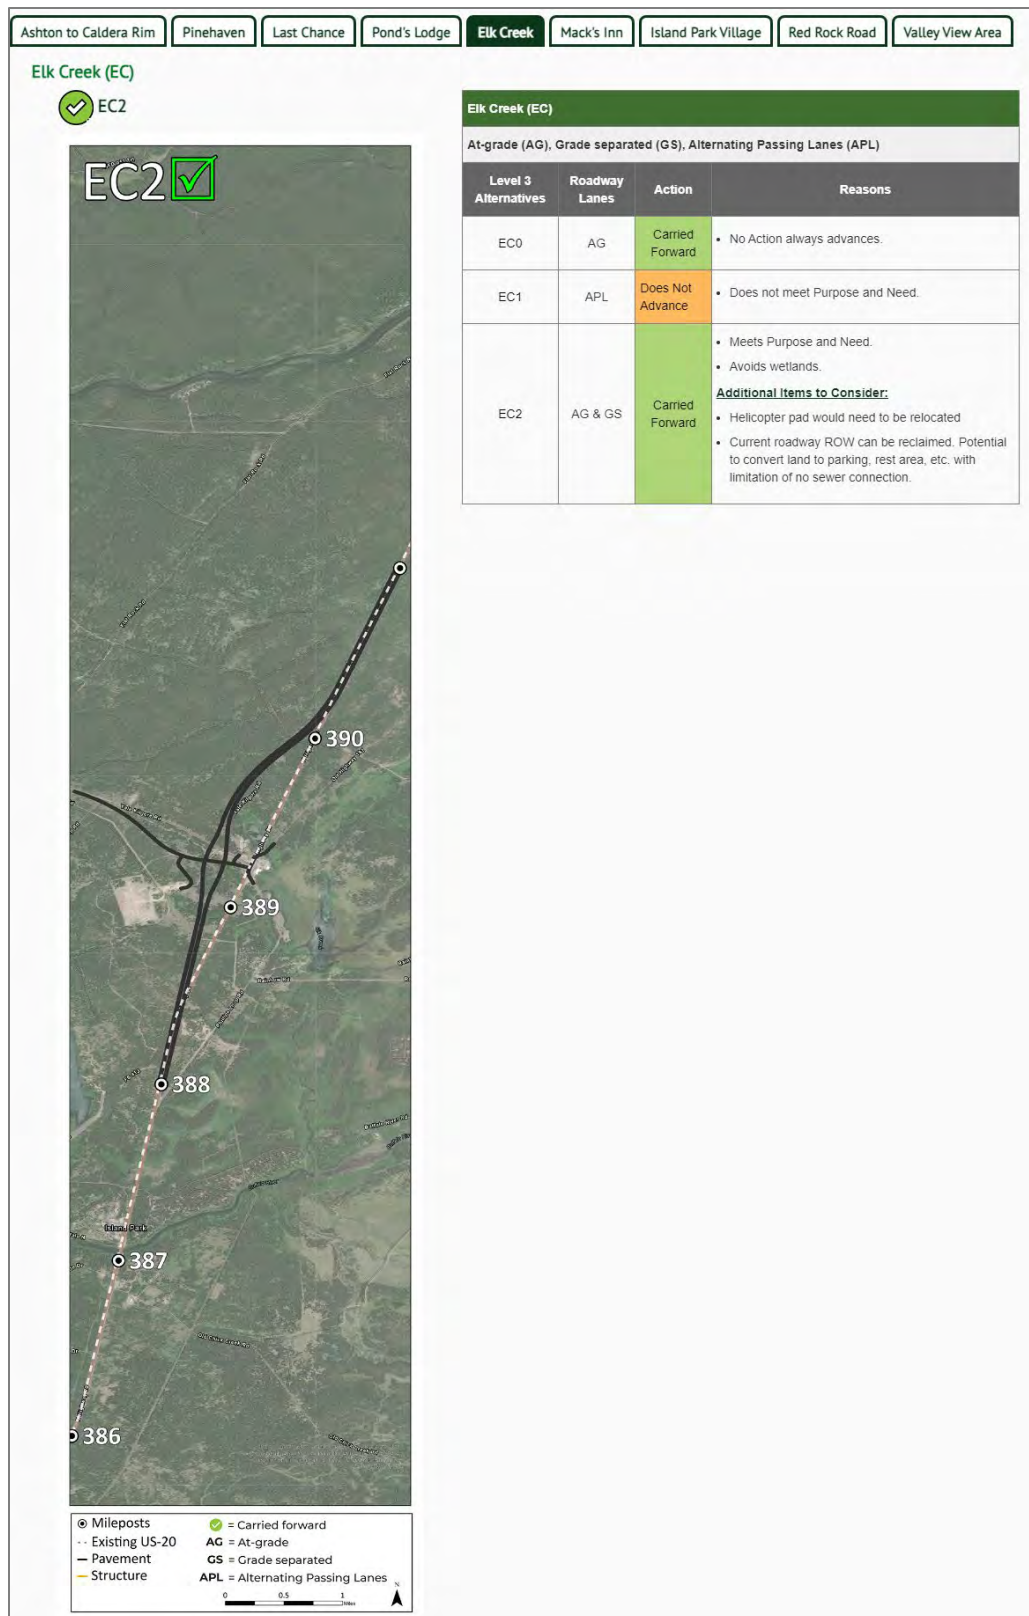 Ashton to Caldera Rim
Pinehaven
Last Chance
Pond's Lodge
Elk Creek
Mack's Inn
Island Park Village
Red Rock Road
Valley View Area
Elk Creek (EC)
EC2
EC2
390
389
Rainbow Rd
388
Island Park
387
386
Mileposts
Existing US-20
Pavement
Structure
= Carried forward
AG = At-grade
GS = Grade separated
APL = Alternating Passing Lanes
0 0.5 1
Miles
N
Elk Creek (EC)
At-grade (AG), Grade separated (GS), Alternating Passing Lanes (APL)
Level 3 Alternatives
Roadway Lanes
Action
Reasons
EC0
AG
Carried Forward
• No Action always advances.
EC1
APL
Does Not Advance
• Does not meet Purpose and Need.
EC2
AG & GS
Carried Forward
• Meets Purpose and Need.
• Avoids wetlands.
Additional Items to Consider:
• Helicopter pad would need to be relocated
• Current roadway ROW can be reclaimed. Potential
to convert land to parking, rest area, etc. with
limitation of no sewer connection.